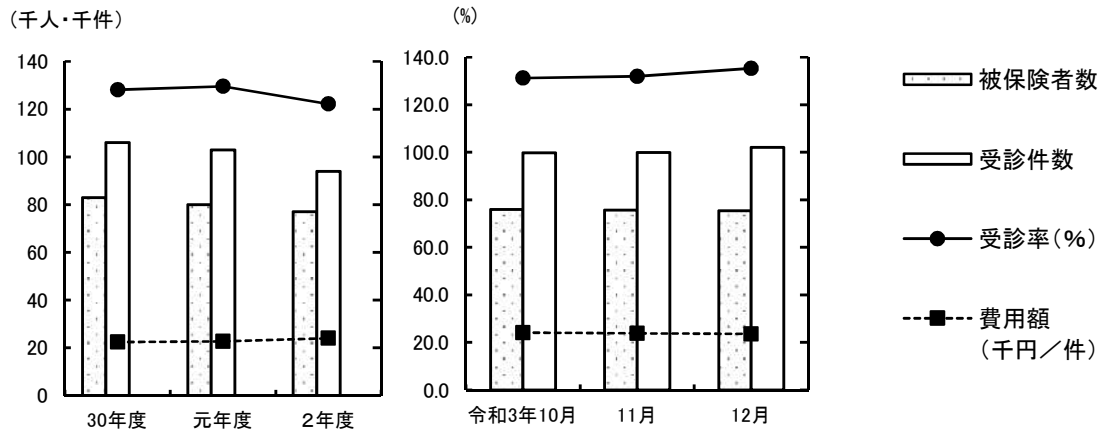 （千人・千件）
140
120
100
80
60
40
20
0
30年度
元年度
２年度
(%)
140.0
120.0
100.0
80.0
60.0
40.0
20.0
0.0
令和3年10月
11月
12月
被保険者数
受診件数
受診率（％）
費用額
（千円／件）